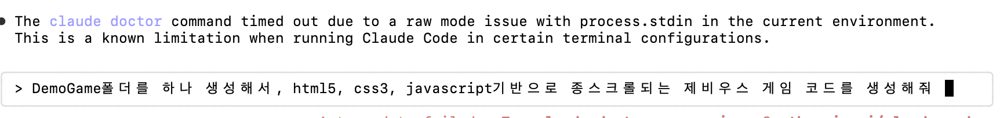 The claude doctor command timed out due to a raw mode issue with process.stdin in the current environment.
This is a known limitation when running Claude Code in certain terminal configurations.
> DemoGame폴더를 하나 생성해서, html5, css3, javascript기반으로 종스크롤되는 제비우스 게임 코드를 생성해줘